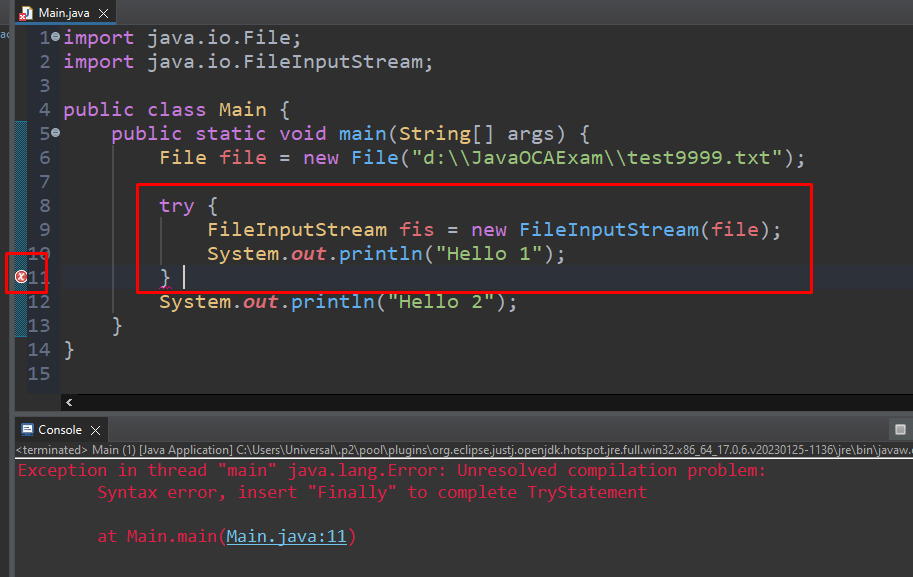 Main.java
1 import java.io.File;
2 import java.io.FileInputStream;
3
4 public class Main {
5 public static void main(String[] args) {
6 File file = new File("d:\\JavaOCAExam\\test9999.txt");
7
8 try {
9 FileInputStream fis = new FileInputStream(file);
10 System.out.println("Hello 1");
11 }
12 System.out.println("Hello 2");
13 }
14 }
15
Console
<terminated> Main (1) [Java Application] C:\Users\Universal\.p2\pool\plugins\org.eclipse.justj.openjdk.hotspot.jre.full.win32.x86_64_17.0.6.v20230125-1136\jre\bin\javaw.
Exception in thread "main" java.lang.Error: Unresolved compilation problem:
Syntax error, insert "Finally" to complete TryStatement
at Main.main(Main.java:11)